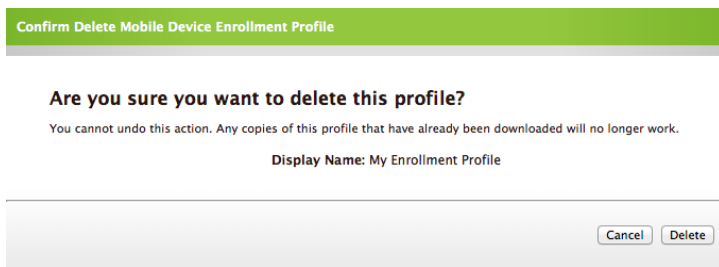 Confirm Delete Mobile Device Enrollment Profile
Are you sure you want to delete this profile?
You cannot undo this action. Any copies of this profile that have already been downloaded will no longer work.
Display Name: My Enrollment Profile
Cancel Delete